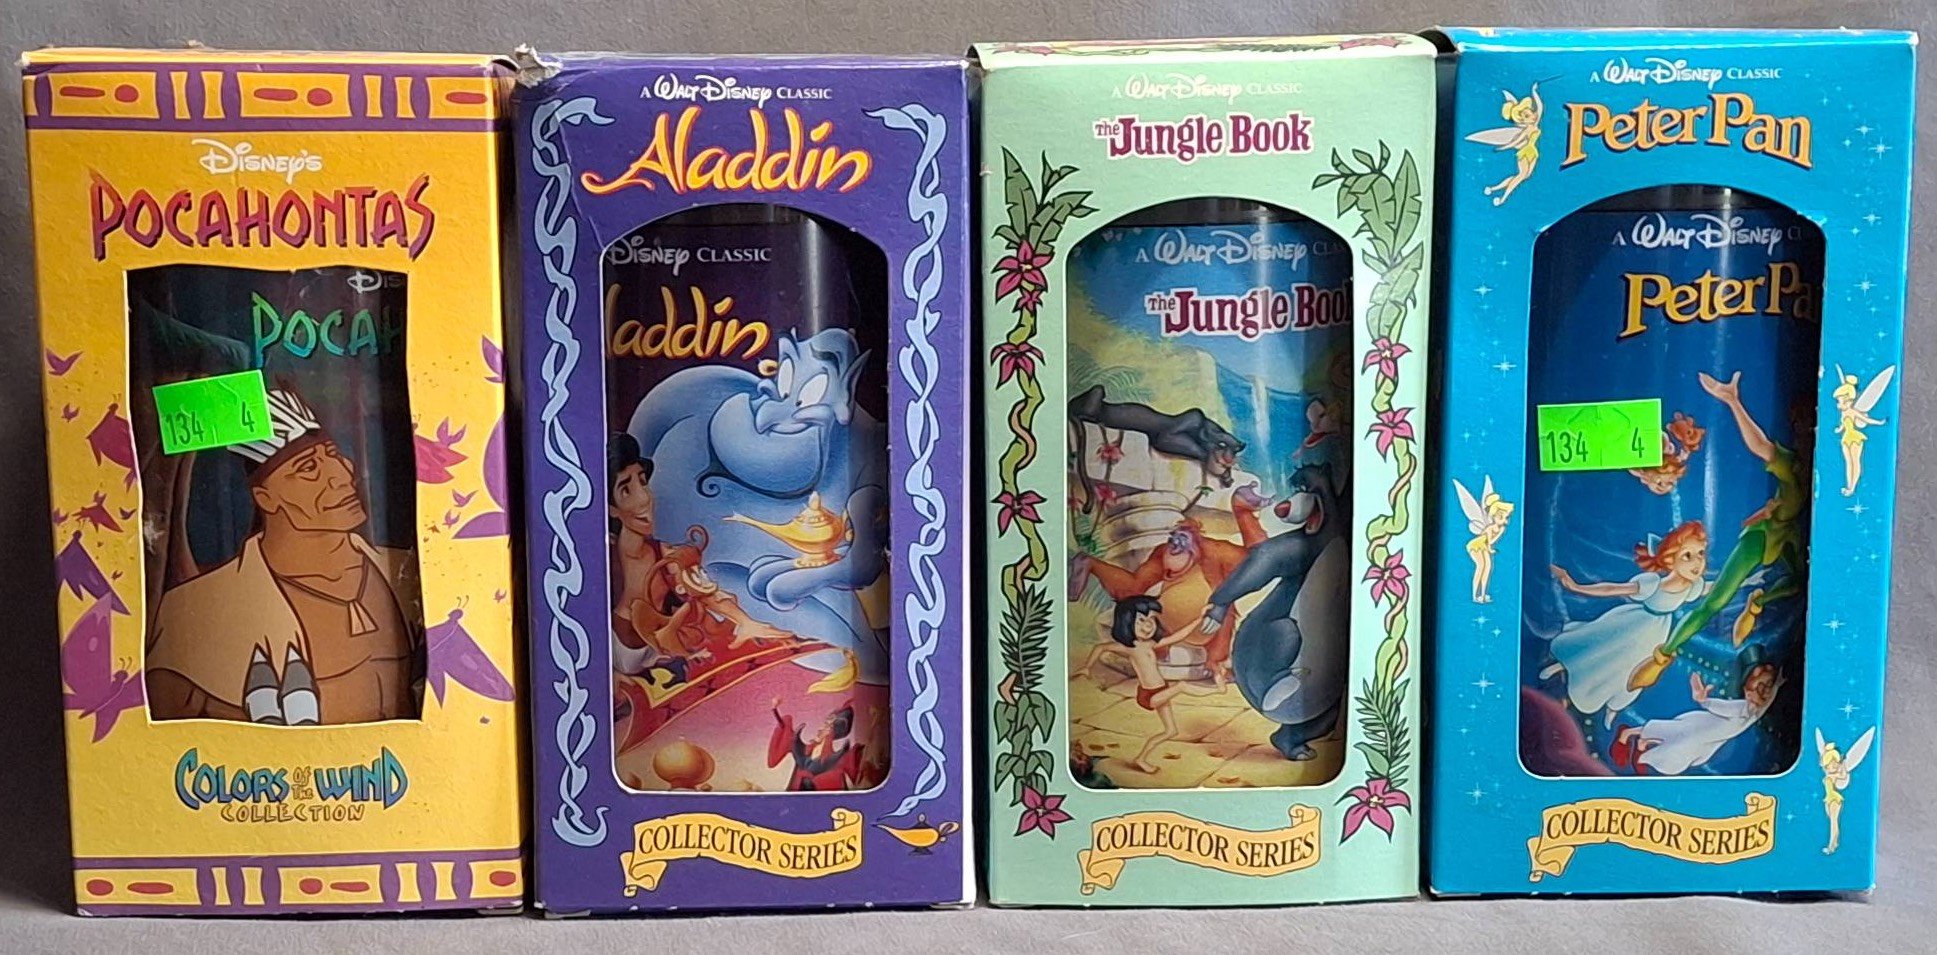 DISNEY'S
POCAHONTAS
DIS
POCAH
134 4
COLORS OF THE WIND
COLLECTION
A WALT DISNEY CLASSIC
Aladdin
DISNEY CLASSIC
laddin
COLLECTOR SERIES
A WALT DISNEY CLASSIC
The Jungle Book
A WALT DISNEY CLA
The Jungle Book
COLLECTOR SERIES
A WALT DISNEY CLASSIC
Peter Pan
A WALT DISNEY C
Peter Pa
134 4
COLLECTOR SERIES